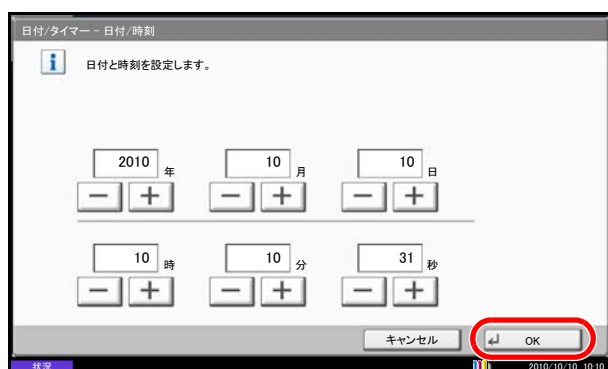 日付/タイマー - 日付/時刻
日付と時刻を設定します。
2010 年 10 月 10 日
10 時 10 分 31 秒
キャンセル OK
状況 2010/10/10 10:10